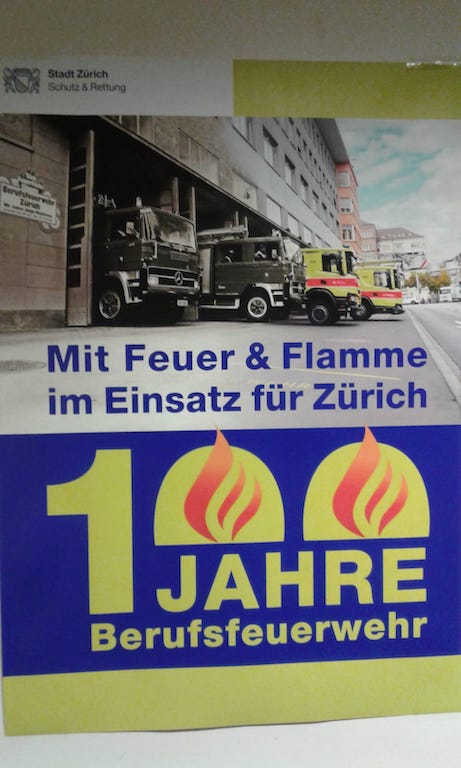 Stadt Zürich
Schutz & Rettung
Berufsfeuerwehr
Zürich
Mit Feuer & Flamme
im Einsatz für Zürich
100
JAHRE
Berufsfeuerwehr